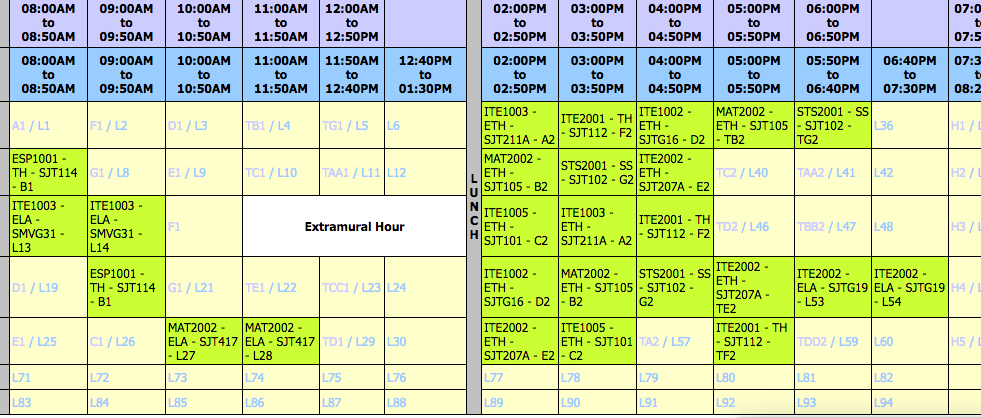 08:00AM to 08:50AM 09:00AM to 09:50AM 10:00AM to 10:50AM 11:00AM to 11:50AM 12:00AM to 12:50PM 02:00PM to 02:50PM 03:00PM to 03:50PM 04:00PM to 04:50PM 05:00PM to 05:50PM 06:00PM to 06:50PM
08:00AM to 08:50AM 09:00AM to 09:50AM 10:00AM to 10:50AM 11:00AM to 11:50AM 11:50AM to 12:40PM 12:40PM to 01:30PM LUNCH 02:00PM to 02:50PM 03:00PM to 03:50PM 04:00PM to 04:50PM 05:00PM to 05:50PM 05:50PM to 06:40PM 06:40PM to 07:30PM
A1 / L1 F1 / L2 D1 / L3 TB1 / L4 TG1 / L5 L6 ITE1003 - ETH - SJT211A - A2 ITE2001 - TH - SJT112 - F2 ITE1002 - ETH - SJTG16 - D2 MAT2002 - ETH - SJT105 - TB2 STS2001 - SS - SJT102 - TG2 L36 H1 /
ESP1001 - TH - SJT114 - B1 G1 / L8 E1 / L9 TC1 / L10 TAA1 / L11 L12 MAT2002 - ETH - SJT105 - B2 STS2001 - SS - SJT102 - G2 ITE2002 - ETH - SJT207A - E2 TC2 / L40 TAA2 / L41 L42 H2 /
ITE1003 - ELA - SMVG31 - L13 ITE1003 - ELA - SMVG31 - L14 F1 Extramural Hour ITE1005 - ETH - SJT101 - C2 ITE1003 - ETH - SJT211A - A2 ITE2001 - TH - SJT112 - F2 TD2 / L46 TBB2 / L47 L48 H3 /
D1 / L19 ESP1001 - TH - SJT114 - B1 G1 / L21 TE1 / L22 TCC1 / L23 L24 ITE1002 - ETH - SJTG16 - D2 MAT2002 - ETH - SJT105 - B2 STS2001 - SS - SJT102 - G2 ITE2002 - ETH - SJT207A - TE2 ITE2002 - ELA - SJTG19 - L53 ITE2002 - ELA - SJTG19 - L54 H4 /
E1 / L25 C1 / L26 MAT2002 - ELA - SJT417 - L27 MAT2002 - ELA - SJT417 - L28 TD1 / L29 L30 ITE2002 - ETH - SJT207A - E2 ITE1005 - ETH - SJT101 - C2 TA2 / L57 ITE2001 - TH - SJT112 - TF2 TDD2 / L59 L60 H5 /
L71 L72 L73 L74 L75 L76 L77 L78 L79 L80 L81 L82
L83 L84 L85 L86 L87 L88 L89 L90 L91 L92 L93 L94